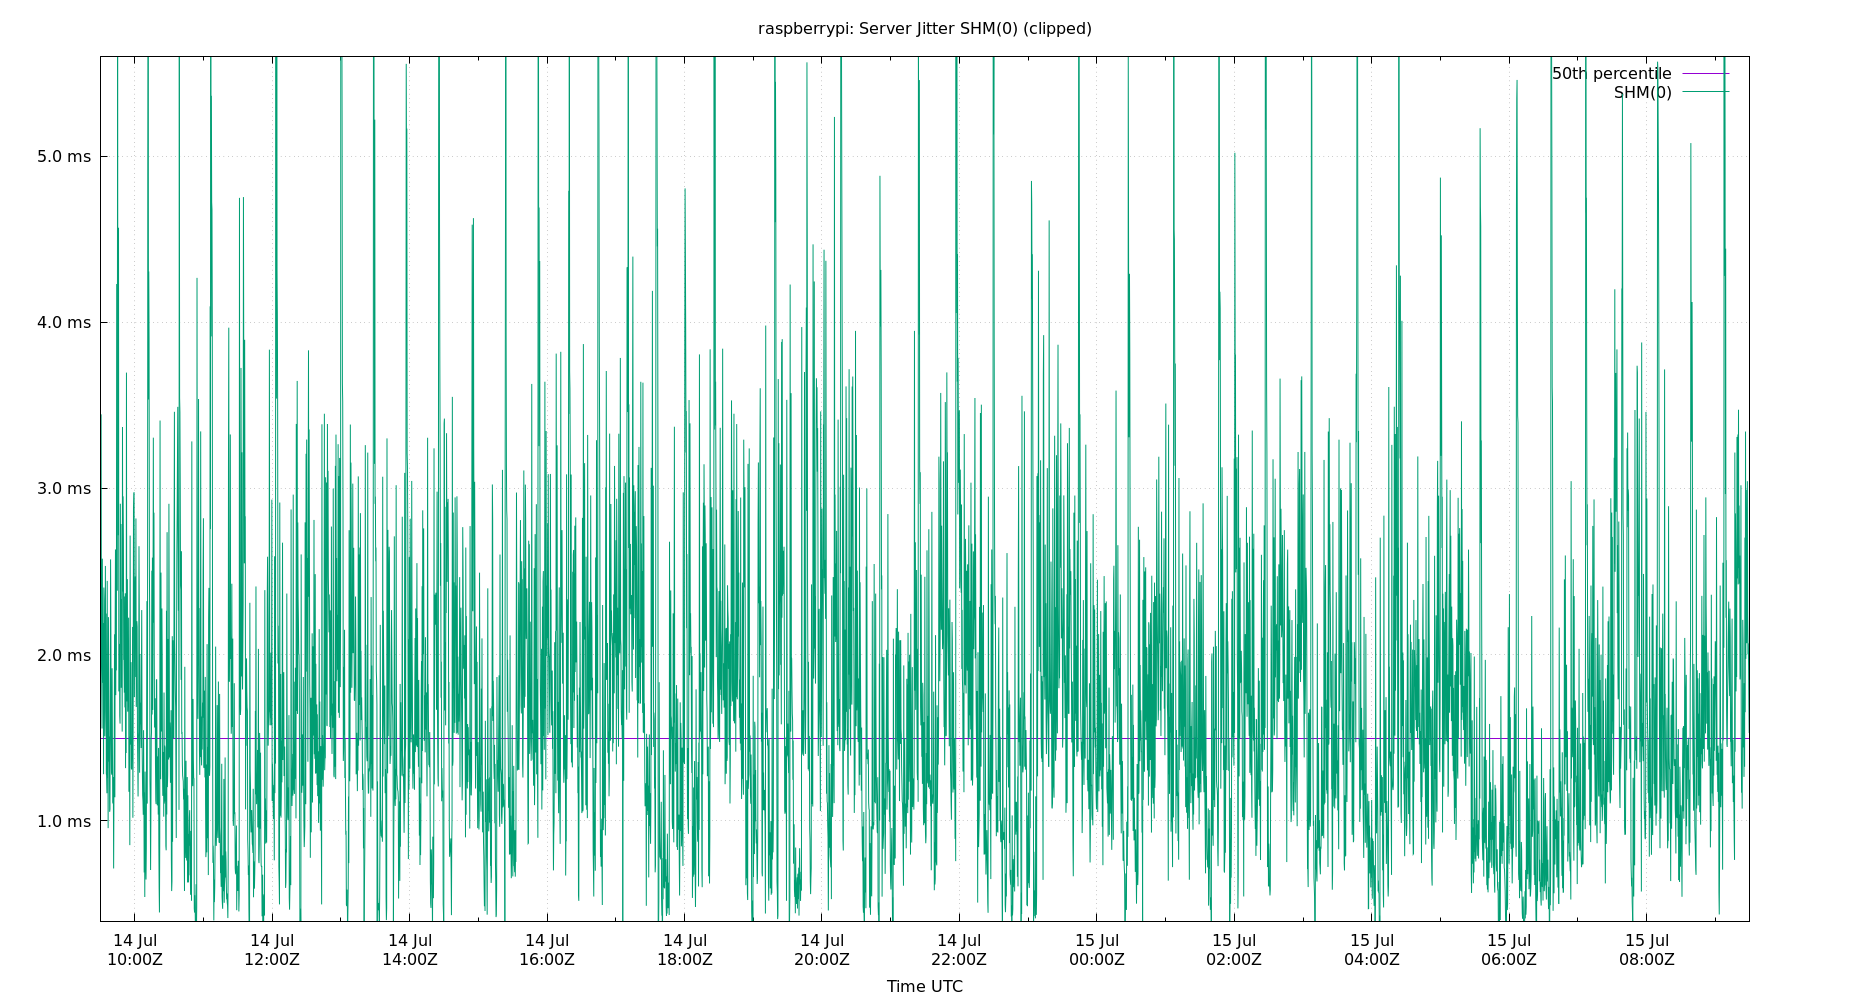 raspberrypi: Server Jitter SHM(0) (clipped)
50th percentile
SHM(0)
5.0 ms
4.0 ms
3.0 ms
2.0 ms
1.0 ms
14 Jul 14 Jul 14 Jul 14 Jul 14 Jul 14 Jul 14 Jul 15 Jul 15 Jul 15 Jul 15 Jul 15 Jul
10:00Z 12:00Z 14:00Z 16:00Z 18:00Z 20:00Z 22:00Z 00:00Z 02:00Z 04:00Z 06:00Z 08:00Z
Time UTC